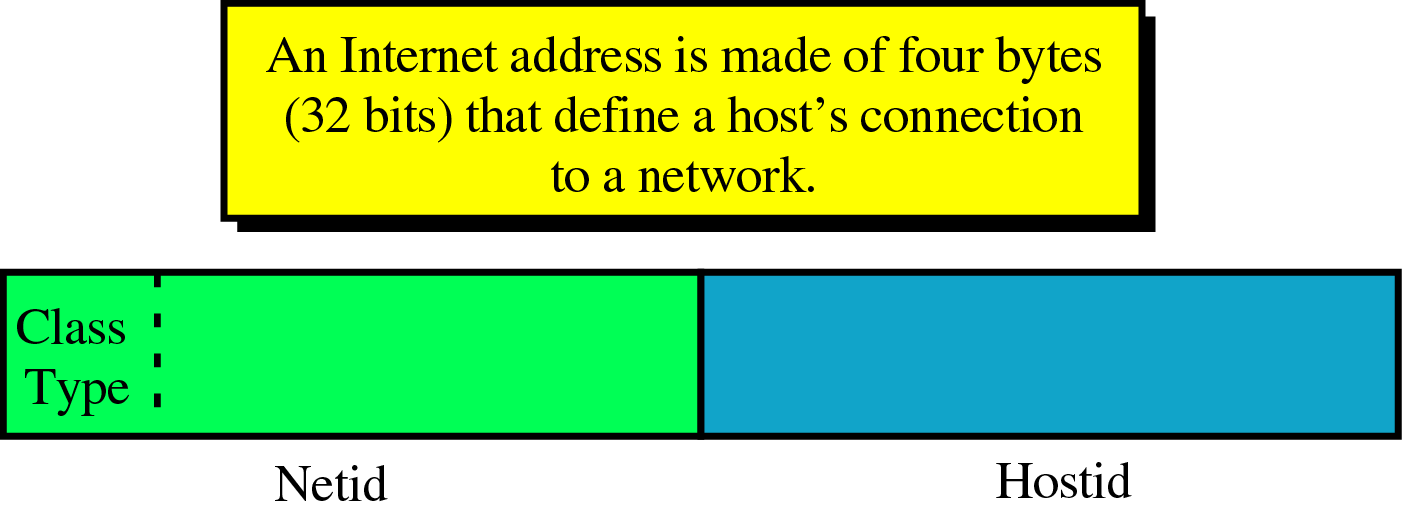 An Internet address is made of four bytes
(32 bits) that define a host’s connection
to a network.
Class
Type
Netid
Hostid